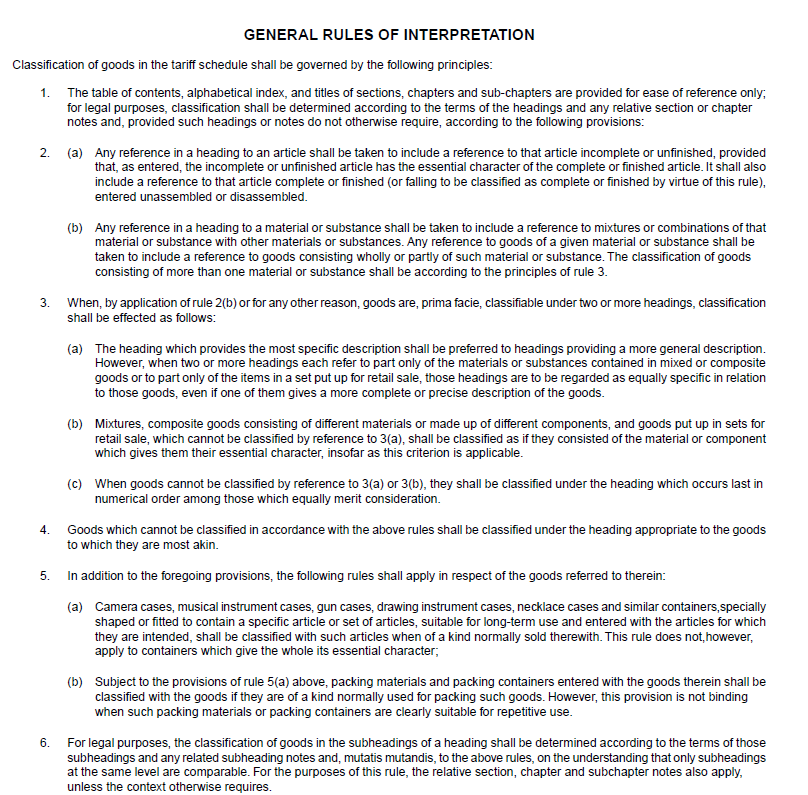 GENERAL RULES OF INTERPRETATION
Classification of goods in the tariff schedule shall be governed by the following principles:
1. The table of contents, alphabetical index, and titles of sections, chapters and sub-chapters are provided for ease of reference only;
for legal purposes, classification shall be determined according to the terms of the headings and any relative section or chapter
notes and, provided such headings or notes do not otherwise require, according to the following provisions:
2. (a) Any reference in a heading to an article shall be taken to include a reference to that article incomplete or unfinished, provided
that, as entered, the incomplete or unfinished article has the essential character of the complete or finished article. It shall also
include a reference to that article complete or finished (or falling to be classified as complete or finished by virtue of this rule),
entered unassembled or disassembled.
(b) Any reference in a heading to a material or substance shall be taken to include a reference to mixtures or combinations of that
material or substance with other materials or substances. Any reference to goods of a given material or substance shall be
taken to include a reference to goods consisting wholly or partly of such material or substance. The classification of goods
consisting of more than one material or substance shall be according to the principles of rule 3.
3. When, by application of rule 2(b) or for any other reason, goods are, prima facie, classifiable under two or more headings, classification
shall be effected as follows:
(a) The heading which provides the most specific description shall be preferred to headings providing a more general description.
However, when two or more headings each refer to part only of the materials or substances contained in mixed or composite
goods or to part only of the items in a set put up for retail sale, those headings are to be regarded as equally specific in relation
to those goods, even if one of them gives a more complete or precise description of the goods.
(b) Mixtures, composite goods consisting of different materials or made up of different components, and goods put up in sets for
retail sale, which cannot be classified by reference to 3(a), shall be classified as if they consisted of the material or component
which gives them their essential character, insofar as this criterion is applicable.
(c) When goods cannot be classified by reference to 3(a) or 3(b), they shall be classified under the heading which occurs last in
numerical order among those which equally merit consideration.
4. Goods which cannot be classified in accordance with the above rules shall be classified under the heading appropriate to the goods
to which they are most akin.
5. In addition to the foregoing provisions, the following rules shall apply in respect of the goods referred to therein:
(a) Camera cases, musical instrument cases, gun cases, drawing instrument cases, necklace cases and similar containers,specially
shaped or fitted to contain a specific article or set of articles, suitable for long-term use and entered with the articles for which
they are intended, shall be classified with such articles when of a kind normally sold therewith. This rule does not,however,
apply to containers which give the whole its essential character;
(b) Subject to the provisions of rule 5(a) above, packing materials and packing containers entered with the goods therein shall be
classified with the goods if they are of a kind normally used for packing such goods. However, this provision is not binding
when such packing materials or packing containers are clearly suitable for repetitive use.
6. For legal purposes, the classification of goods in the subheadings of a heading shall be determined according to the terms of those
subheadings and any related subheading notes and, mutatis mutandis, to the above rules, on the understanding that only subheadings
at the same level are comparable. For the purposes of this rule, the relative section, chapter and subchapter notes also apply,
unless the context otherwise requires.